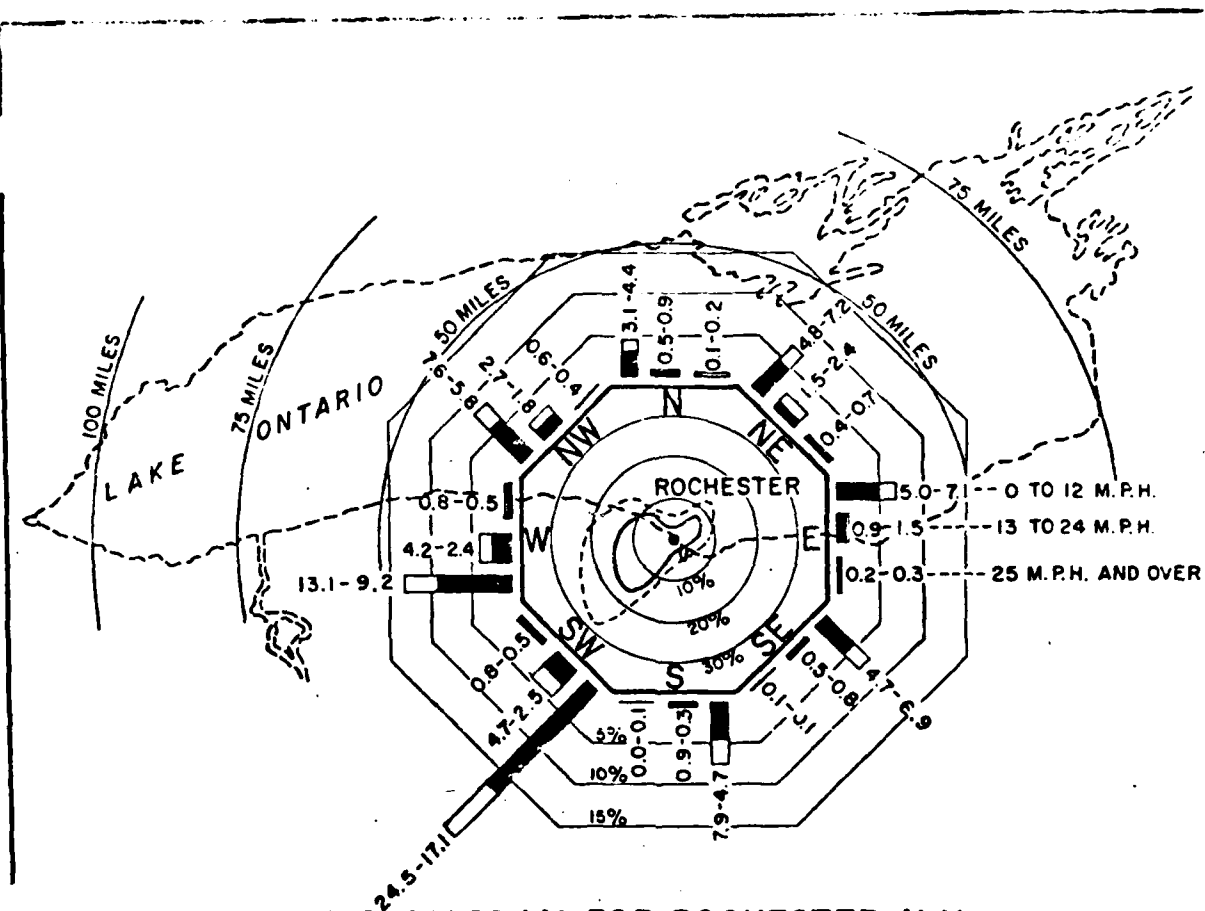 75 MILES
50 MILES
50 MILES
75 MILES
100 MILES
LAKE ONTARIO
3.1-4.4
0.5-0.9
0.1-0.2
4.8-7.2
1.5-2.4
0.4-0.7
7.6-5.8
2.7-1.8
0.6-0.4
N
NW
NE
ROCHESTER
0.8-0.5
W
4.2-2.4
13.1-9.2
E
5.0-7.1 -- 0 TO 12 M.P.H.
0.9-1.5 --13 TO 24 M.P.H.
0.2-0.3---- 25 M.P.H. AND OVER
10%
20%
30%
SW
S
SE
0.8-0.5
4.7-2.5
24.5-17.1
0.0-0.1
0.9-0.3
7.9-4.7
0.1-0.1
0.5-0.8
4.7-6.9
5%
10%
15%
FOR ROCHESTER